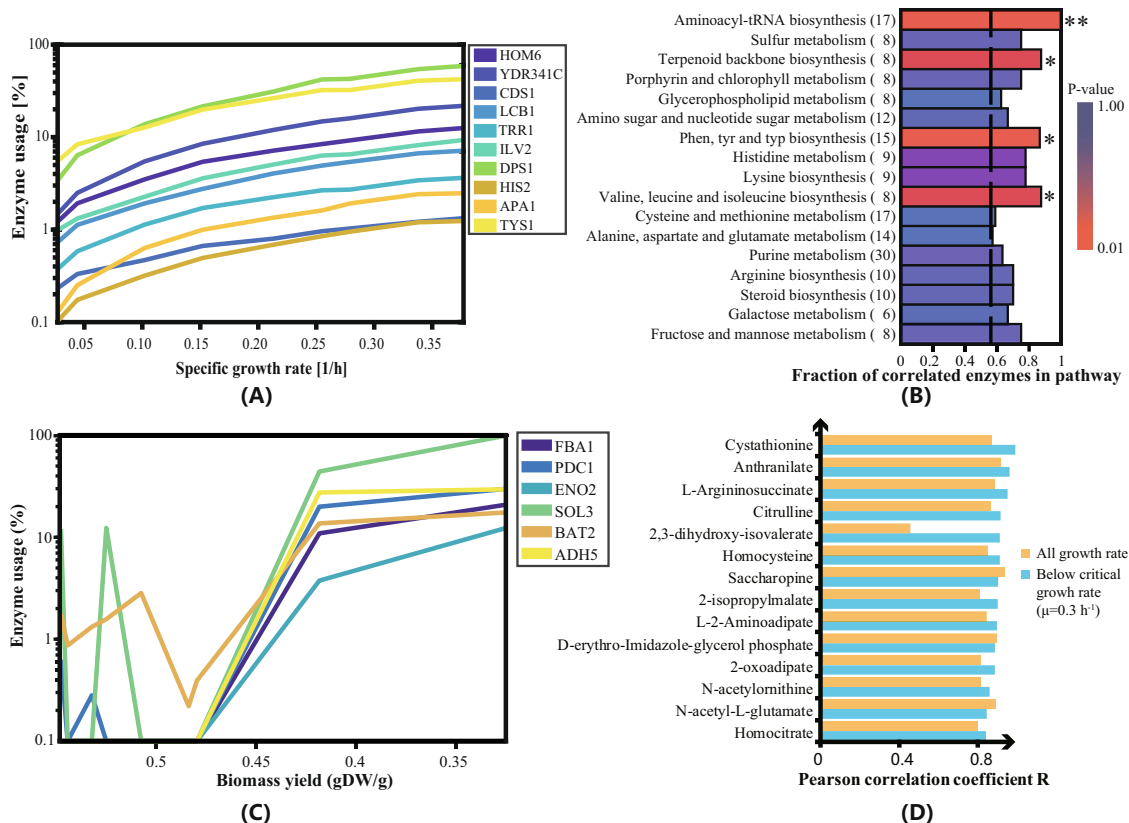 (A)
Enzyme usage [%]
100
10
1
0.1
0.05
0.10
0.15
0.20
0.25
0.30
0.35
Specific growth rate [1/h]
HOM6
YDR341C
CDS1
LCB1
TRR1
ILV2
DPS1
HIS2
APA1
TYS1
(B)
Aminoacyl-tRNA biosynthesis (17)
Sulfur metabolism ( 8)
Terpenoid backbone biosynthesis ( 8)
Porphyrin and chlorophyll metabolism ( 8)
Glycerophospholipid metabolism ( 8)
Amino sugar and nucleotide sugar metabolism (12)
Phen, tyr and typ biosynthesis (15)
Histidine metabolism ( 9)
Lysine biosynthesis ( 9)
Valine, leucine and isoleucine biosynthesis ( 8)
Cysteine and methionine metabolism (17)
Alanine, aspartate and glutamate metabolism (14)
Purine metabolism (30)
Arginine biosynthesis (10)
Steroid biosynthesis (10)
Galactose metabolism ( 6)
Fructose and mannose metabolism ( 8)
**
*
*
*
0
0.2
0.4
0.6
0.8
1
Fraction of correlated enzymes in pathway
P-value
1.00
0.01
(C)
Enzyme usage (%)
100
10
1
0.1
0.5
0.45
0.4
0.35
Biomass yield (gDW/g)
FBA1
PDC1
ENO2
SOL3
BAT2
ADH5
(D)
Cystathionine
Anthranilate
L-Argininosuccinate
Citrulline
2,3-dihydroxy-isovalerate
Homocysteine
Saccharopine
2-isopropylmalate
L-2-Aminoadipate
D-erythro-Imidazole-glycerol phosphate
2-oxoadipate
N-acetylornithine
N-acetyl-L-glutamate
Homocitrate
0
0.4
0.8
Pearson correlation coefficient R
All growth rate
Below critical
growth rate
(μ=0.3 h⁻¹)